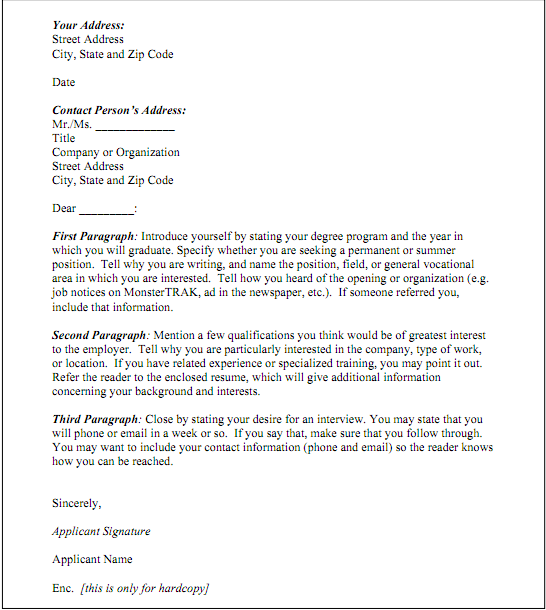 Your Address:
Street Address
City, State and Zip Code
Date
Contact Person's Address:
Mr./Ms. _____________
Title
Company or Organization
Street Address
City, State and Zip Code
Dear _________:
First Paragraph: Introduce yourself by stating your degree program and the year in
which you will graduate. Specify whether you are seeking a permanent or summer
position.  Tell why you are writing, and name the position, field, or general vocational
area in which you are interested.  Tell how you heard of the opening or organization (e.g.
job notices on MonsterTRAK, ad in the newspaper, etc.).  If someone referred you,
include that information.
Second Paragraph: Mention a few qualifications you think would be of greatest interest
to the employer.  Tell why you are particularly interested in the company, type of work,
or location.  If you have related experience or specialized training, you may point it out.
Refer the reader to the enclosed resume, which will give additional information
concerning your background and interests.
Third Paragraph: Close by stating your desire for an interview. You may state that you
will phone or email in a week or so.  If you say that, make sure that you follow through.
You may want to include your contact information (phone and email) so the reader knows
how you can be reached.
Sincerely,
Applicant Signature
Applicant Name
Enc.  [this is only for hardcopy]